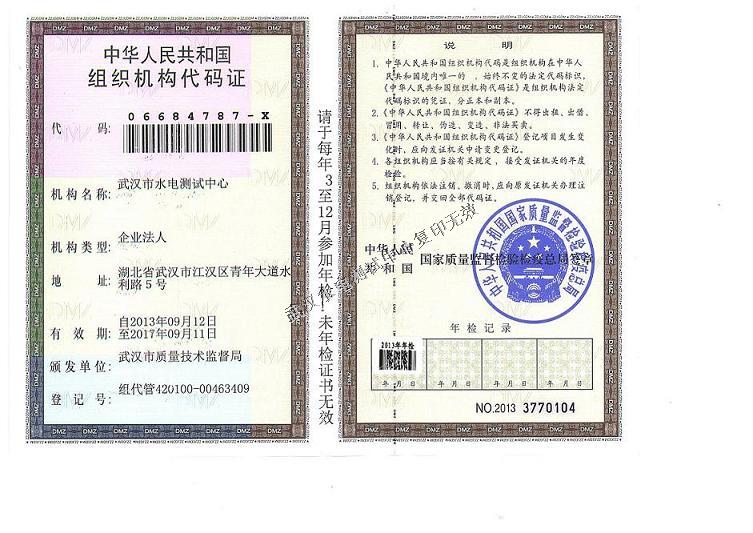 中华人民共和国
组织机构代码证
代 码:
06684787-X
机构名称:
武汉市水电测试中心
机构类型:
企业法人
地 址:
湖北省武汉市江汉区青年大道水
利路5号
有 效 期:
自2013年09月12日
至2017年09月11日
颁发单位:
武汉市质量技术监督局
登 记 号:
组代管420100-00463409
请于每年3至12月参加年检!未年检证书无效
说 明
1. 中华人民共和国组织机构代码是组织机构在中华人
民共和国境内唯一的、始终不变的法定代码标识,
《中华人民共和国组织机构代码证》是组织机构法定
代码标识的凭证,分正本和副本。
2. 《中华人民共和国组织机构代码证》不得出租、出借、
冒用、转让、伪造、变造、非法买卖。
3. 《中华人民共和国组织机构代码证》登记项目发生变
化时,应向发证机关申请变更登记。
4. 各组织机构应当按有关规定,接受发证机关的年度
检验。
5. 组织机构依法注销、撤消时,应向原发证机关办理注
销登记,并交回全部代码证。
中华人民
共和国
国家质量监督检验检疫总局签章
中华人民共和国国家质量监督检验检疫总局
复印无效
年检记录
2013年年检
年 月 日 年 月 日 年 月 日 年 月 日
NO.2013 3770104